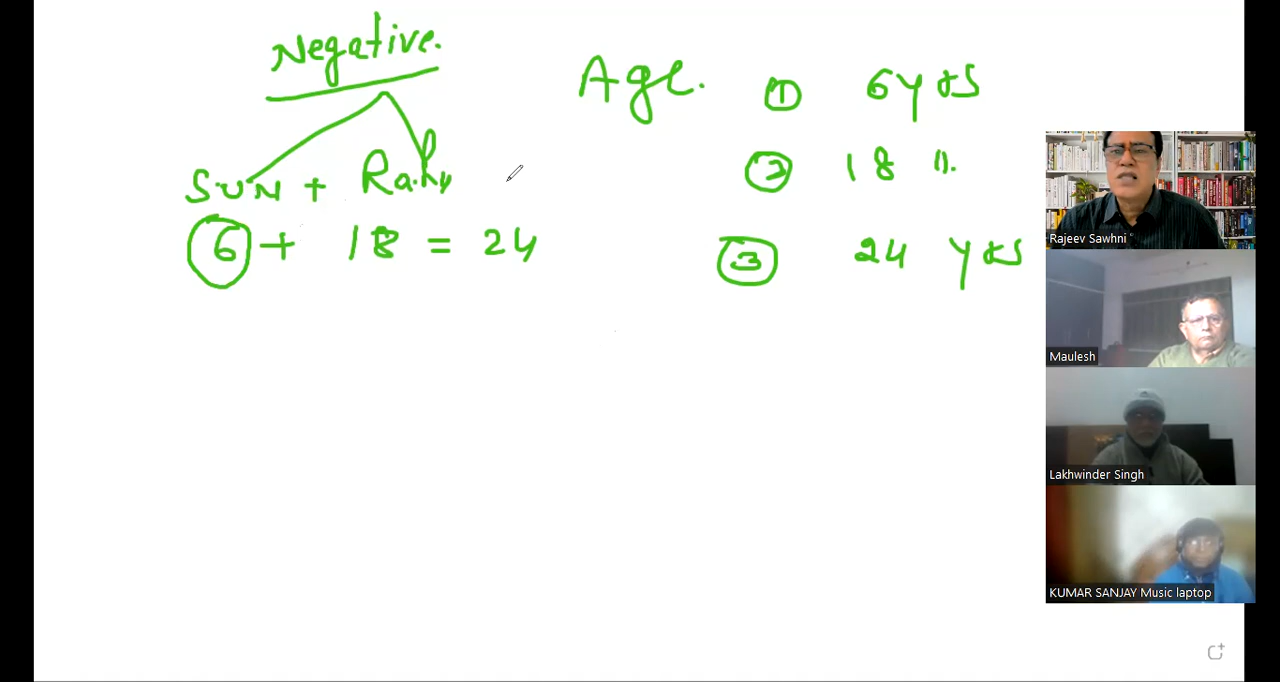 Negative.
SUN + Rahu
6 + 18 = 24
Age. ① 6 yrs
② 18 ".
③ 24 yrs
Rajeev Sawhni
Maulesh
Lakhwinder Singh
KUMAR SANJAY Music laptop